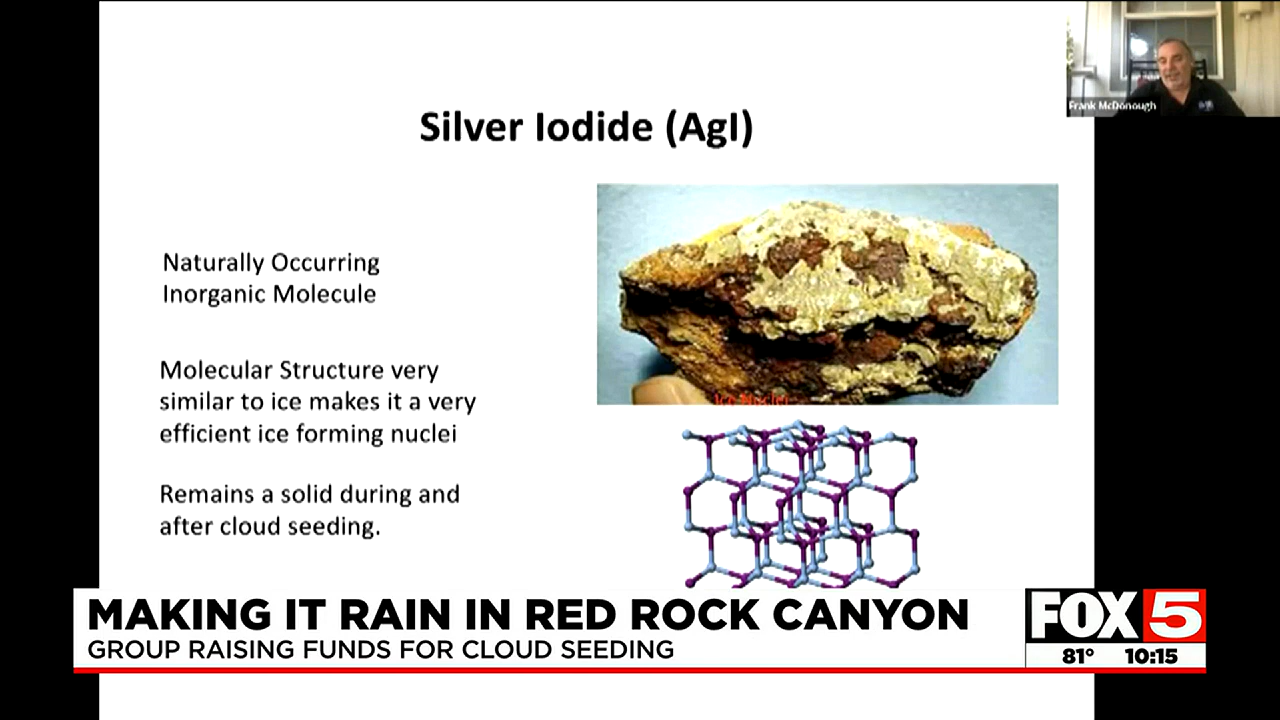 Frank McDonough
Silver Iodide (AgI)
Naturally Occurring
Inorganic Molecule
Molecular Structure very
similar to ice makes it a very
efficient ice forming nuclei
Remains a solid during and
after cloud seeding.
Ice Nuclei
MAKING IT RAIN IN RED ROCK CANYON
GROUP RAISING FUNDS FOR CLOUD SEEDING
FOX 5
81° 10:15